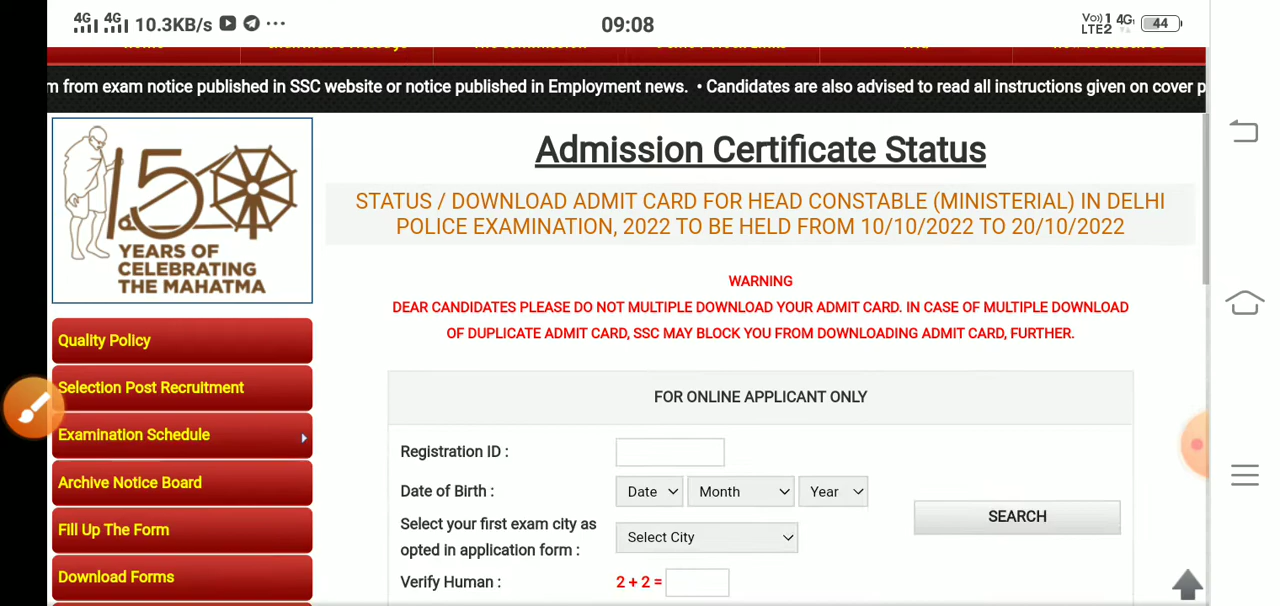 4G 4G 10.3KB/s
09:08
Vo)) 1 4G
LTE2
44
m from exam notice published in SSC website or notice published in Employment news. • Candidates are also advised to read all instructions given on cover p
150
YEARS OF
CELEBRATING
THE MAHATMA
Admission Certificate Status
STATUS / DOWNLOAD ADMIT CARD FOR HEAD CONSTABLE (MINISTERIAL) IN DELHI
POLICE EXAMINATION, 2022 TO BE HELD FROM 10/10/2022 TO 20/10/2022
WARNING
DEAR CANDIDATES PLEASE DO NOT MULTIPLE DOWNLOAD YOUR ADMIT CARD. IN CASE OF MULTIPLE DOWNLOAD
OF DUPLICATE ADMIT CARD, SSC MAY BLOCK YOU FROM DOWNLOADING ADMIT CARD, FURTHER.
Quality Policy
Selection Post Recruitment
Examination Schedule
Archive Notice Board
Fill Up The Form
Download Forms
FOR ONLINE APPLICANT ONLY
Registration ID :
Date of Birth :
Date Month Year
Select your first exam city as
opted in application form :
Select City
SEARCH
Verify Human :
2 + 2 =